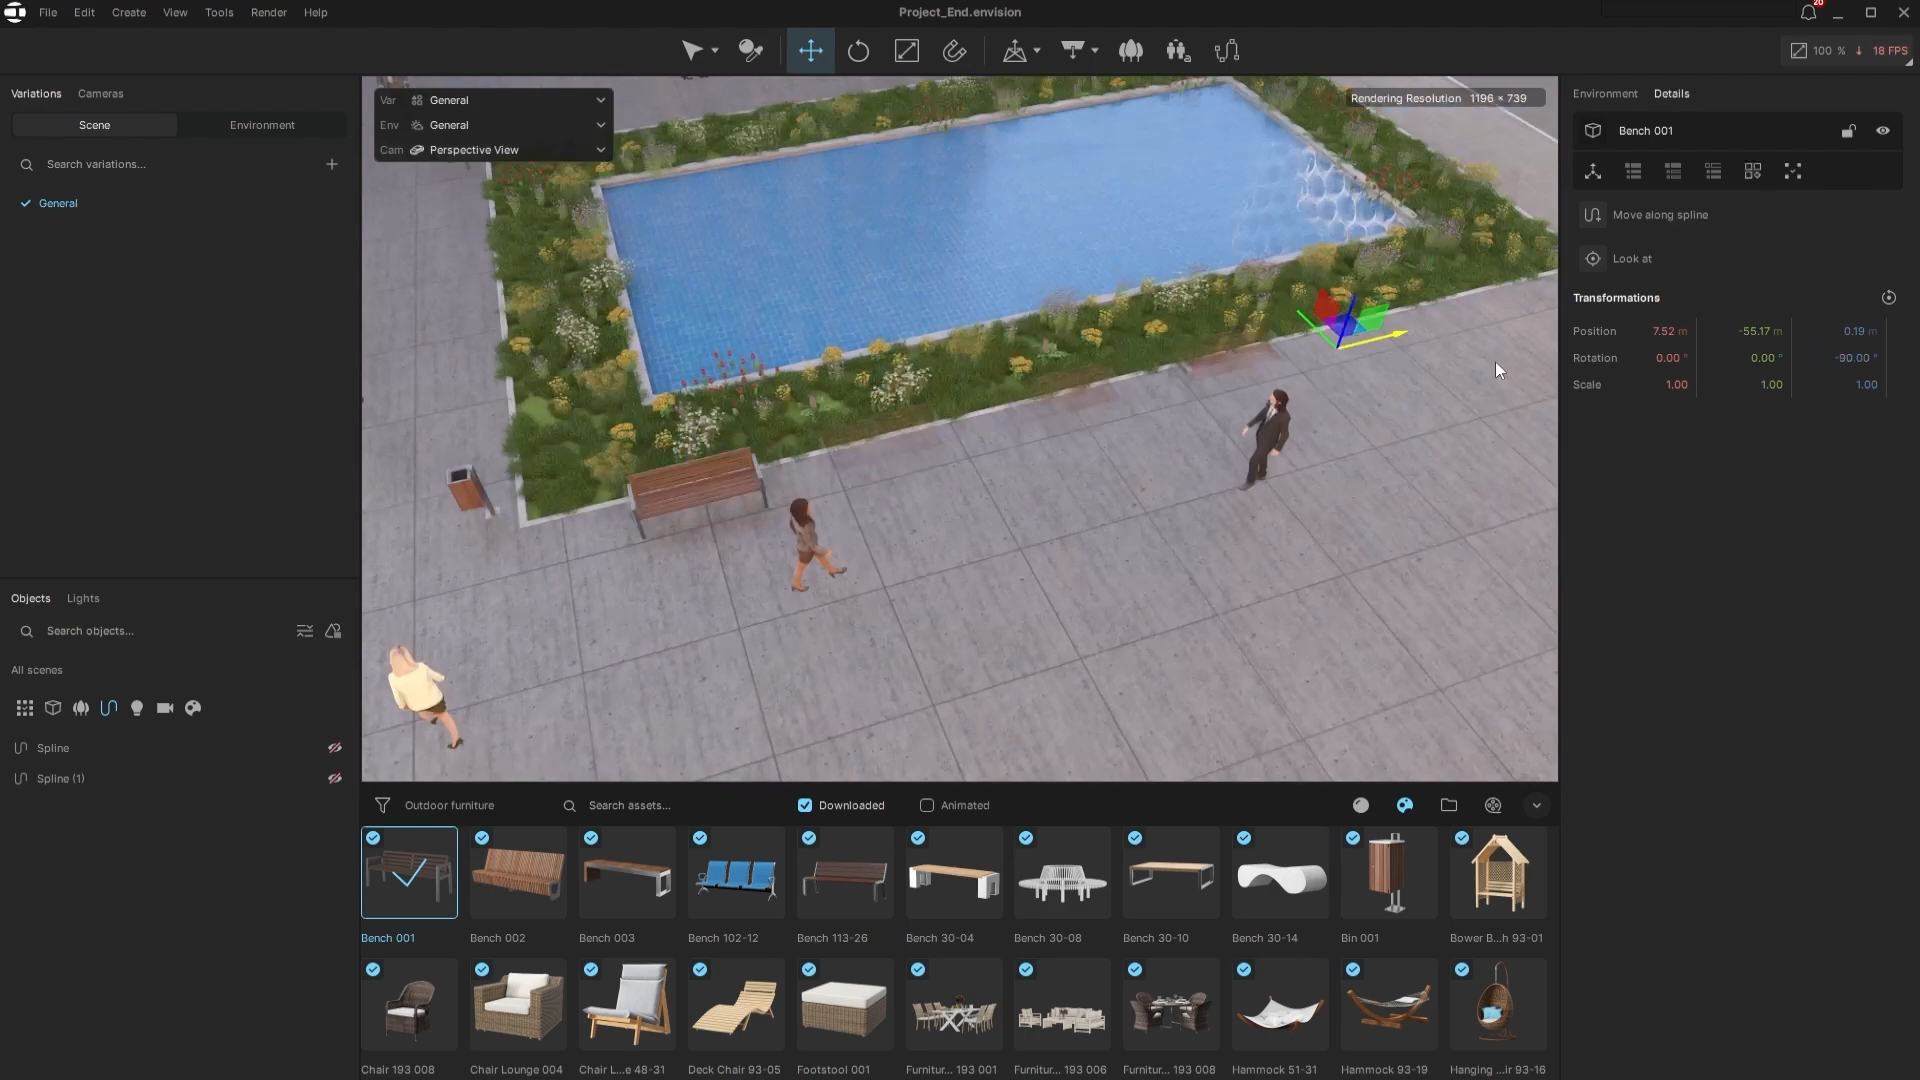 File Edit Create View Tools Render Help
Project_End.envision
20
100 % ↓ 18 FPS
Variations Cameras
Scene Environment
Search variations...
General
Var General
Env General
Cam Perspective View
Rendering Resolution 1196 × 739
Environment Details
Bench 001
Move along spline
Look at
Transformations
Position 7.52 m -55.17 m 0.19 m
Rotation 0.00 ° 0.00 ° -90.00 °
Scale 1.00 1.00 1.00
Objects Lights
Search objects...
All scenes
Spline
Spline (1)
Outdoor furniture Search assets... Downloaded Animated
Bench 001 Bench 002 Bench 003 Bench 102-12 Bench 113-26 Bench 30-04 Bench 30-08 Bench 30-10 Bench 30-14 Bin 001 Bower B...h 93-01
Chair 193 008 Chair Lounge 004 Chair L...e 48-31 Deck Chair 93-05 Footstool 001 Furnitur... 193 001 Furnitur... 193 006 Furnitur... 193 008 Hammock 51-31 Hammock 93-19 Hanging ...ir 93-16